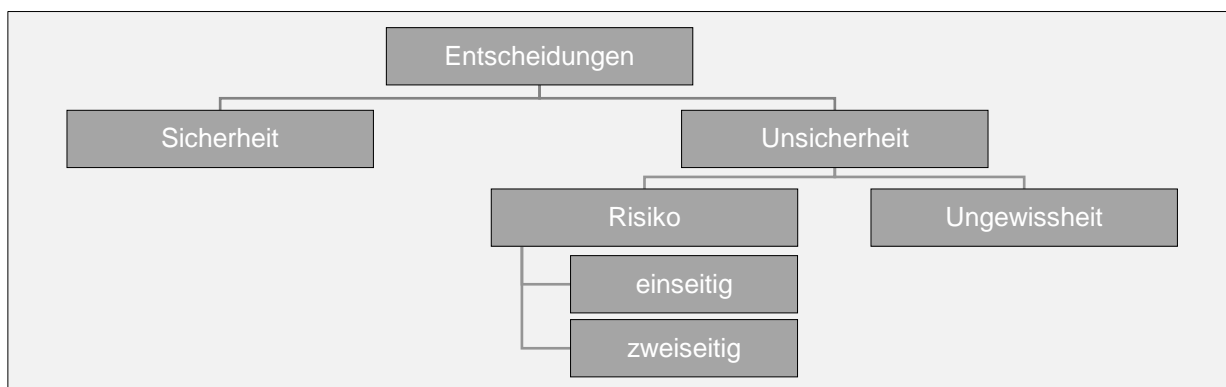 Entscheidungen
Sicherheit
Unsicherheit
Risiko
Ungewissheit
einseitig
zweiseitig